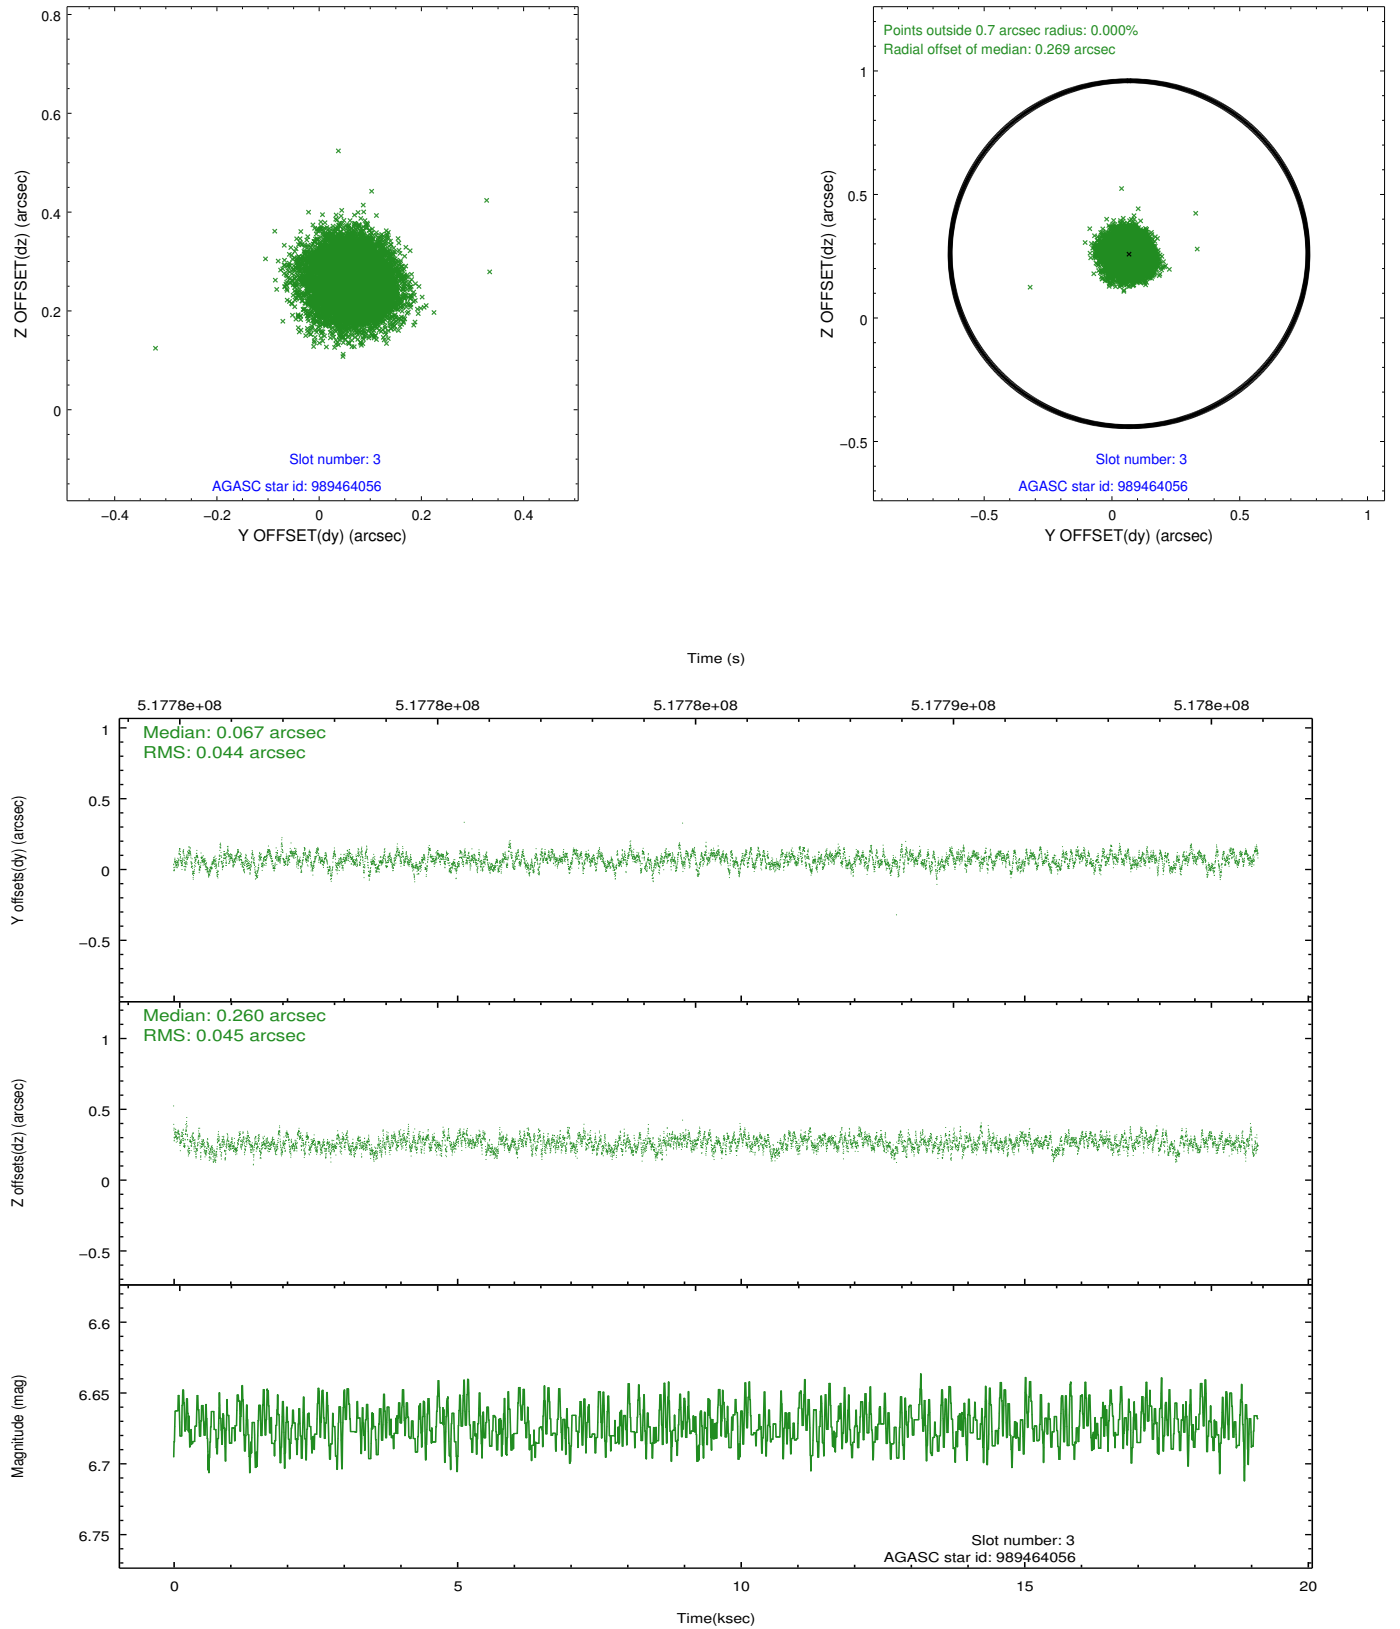 0.8
0.6
0.4
0.2
0
Z OFFSET(dz) (arcsec)
Slot number: 3
AGASC star id: 989464056
−0.4 −0.2 0 0.2 0.4
Y OFFSET(dy) (arcsec)
Points outside 0.7 arcsec radius: 0.000%
Radial offset of median: 0.269 arcsec
1
0.5
0
−0.5
Z OFFSET(dz) (arcsec)
Slot number: 3
AGASC star id: 989464056
−0.5 0 0.5 1
Y OFFSET(dy) (arcsec)
Time (s)
5.1778e+08 5.1778e+08 5.1778e+08 5.1779e+08 5.178e+08
Median: 0.067 arcsec
RMS: 0.044 arcsec
1
0.5
0
−0.5
Y offsets(dy) (arcsec)
Median: 0.260 arcsec
RMS: 0.045 arcsec
1
0.5
0
−0.5
Z offsets(dz) (arcsec)
6.6
6.65
6.7
6.75
Magnitude (mag)
Slot number: 3
AGASC star id: 989464056
0 5 10 15 20
Time(ksec)